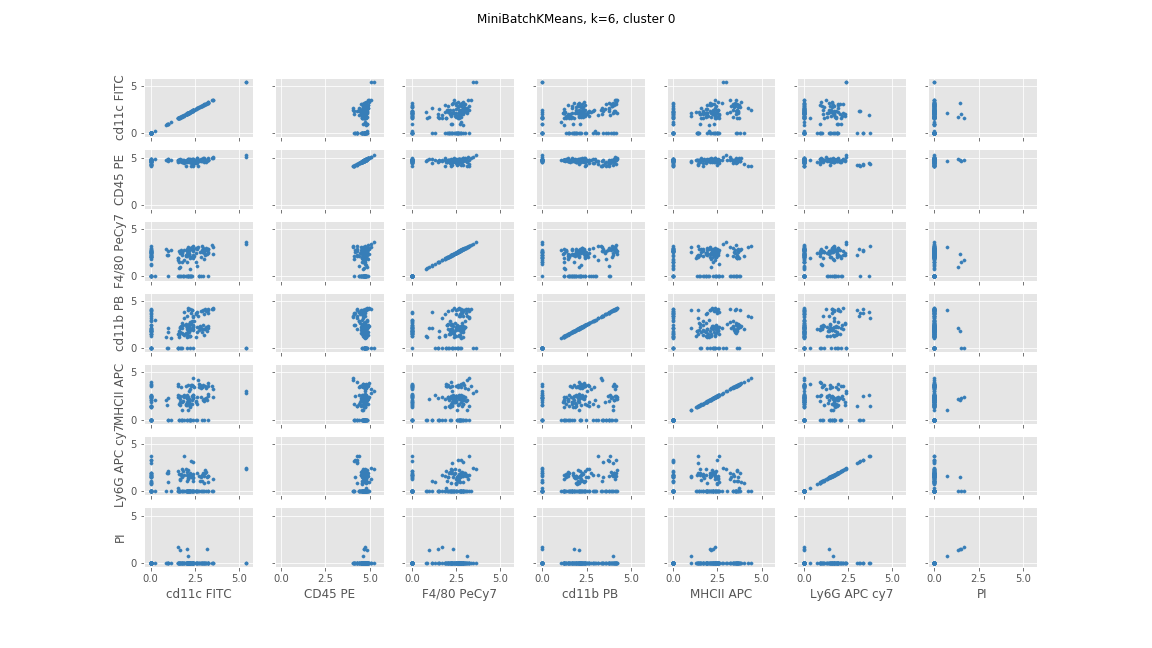 MiniBatchKMeans, k=6, cluster 0
cd11c FITC
5
0
CD45 PE
5
0
F4/80 PeCy7
5
0
cd11b PB
5
0
MHCII APC
5
0
Ly6G APC cy7
5
0
PI
5
0
0.0 2.5 5.0 0.0 2.5 5.0 0.0 2.5 5.0 0.0 2.5 5.0 0.0 2.5 5.0 0.0 2.5 5.0 0.0 2.5 5.0
cd11c FITC CD45 PE F4/80 PeCy7 cd11b PB MHCII APC Ly6G APC cy7 PI